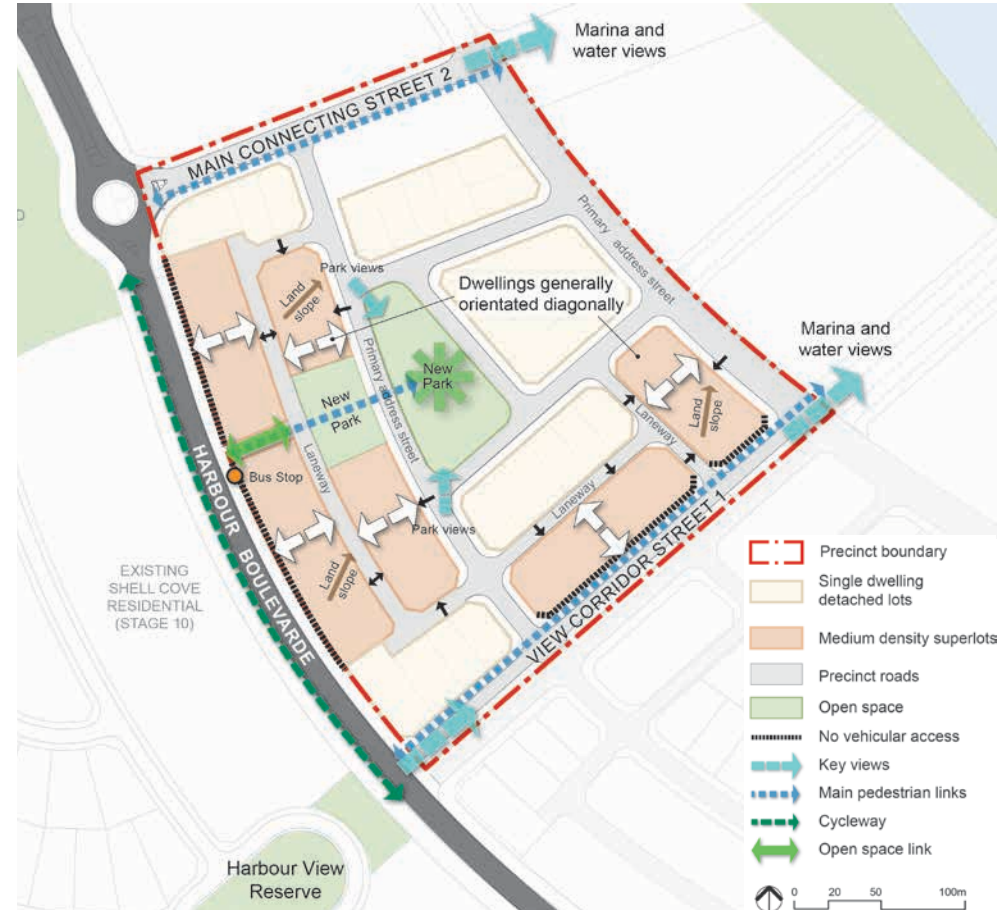 Marina and
water views
MAIN CONNECTING STREET 2
Primary address street
Park views
Land
slope
Dwellings generally
orientated diagonally
Marina and
water views
New
Park
Primary address street
New
Park
Land
slope
Laneway
Laneway
Bus Stop
Laneway
Park views
HARBOUR BOULEVARDE
Land
slope
VIEW CORRIDOR STREET 1
EXISTING
SHELL COVE
RESIDENTIAL
(STAGE 10)
Harbour View
Reserve
Precinct boundary
Single dwelling
detached lots
Medium density superlots
Precinct roads
Open space
No vehicular access
Key views
Main pedestrian links
Cycleway
Open space link
0 20 50 100m